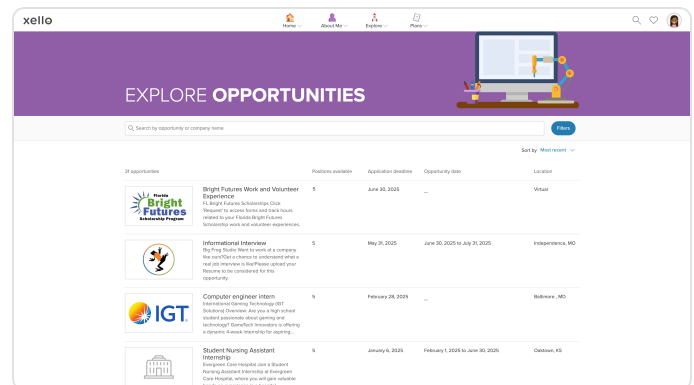 xello
Home
About Me
Explore
Plans
EXPLORE OPPORTUNITIES
Search by opportunity or company name
Filters
Sort by Most recent
31 opportunities
Positions available
Application deadline
Opportunity date
Location
Florida
Bright
Futures
Scholarship Program
Bright Futures Work and Volunteer
Experience
FL Bright Futures Scholarships Click
'Request' to access forms and track hours
related to your Florida Bright Futures
Scholarship work and volunteer experiences.
5
June 30, 2025
—
Virtual
Informational Interview
Big Frog Studio Want to work at a company
like ours?Get a chance to understand what a
real job interview is like!Please upload your
Resume to be considered for this
opportunity.
5
May 31, 2025
June 30, 2025 to July 31, 2025
Independence, MO
IGT
Computer engineer intern
International Gaming Technology (IGT
Solutions) Overview: Are you a high school
student passionate about gaming and
technology? GameTech Innovators is offering
a dynamic 4-week internship for aspiring...
5
February 28, 2025
—
Baltimore , MD
Student Nursing Assistant
Internship
Evergreen Care Hospital Join a Student
Nursing Assistant Internship at Evergreen
Care Hospital, where you will gain valuable
5
January 6, 2025
February 1, 2025 to June 30, 2025
Oaktown, KS